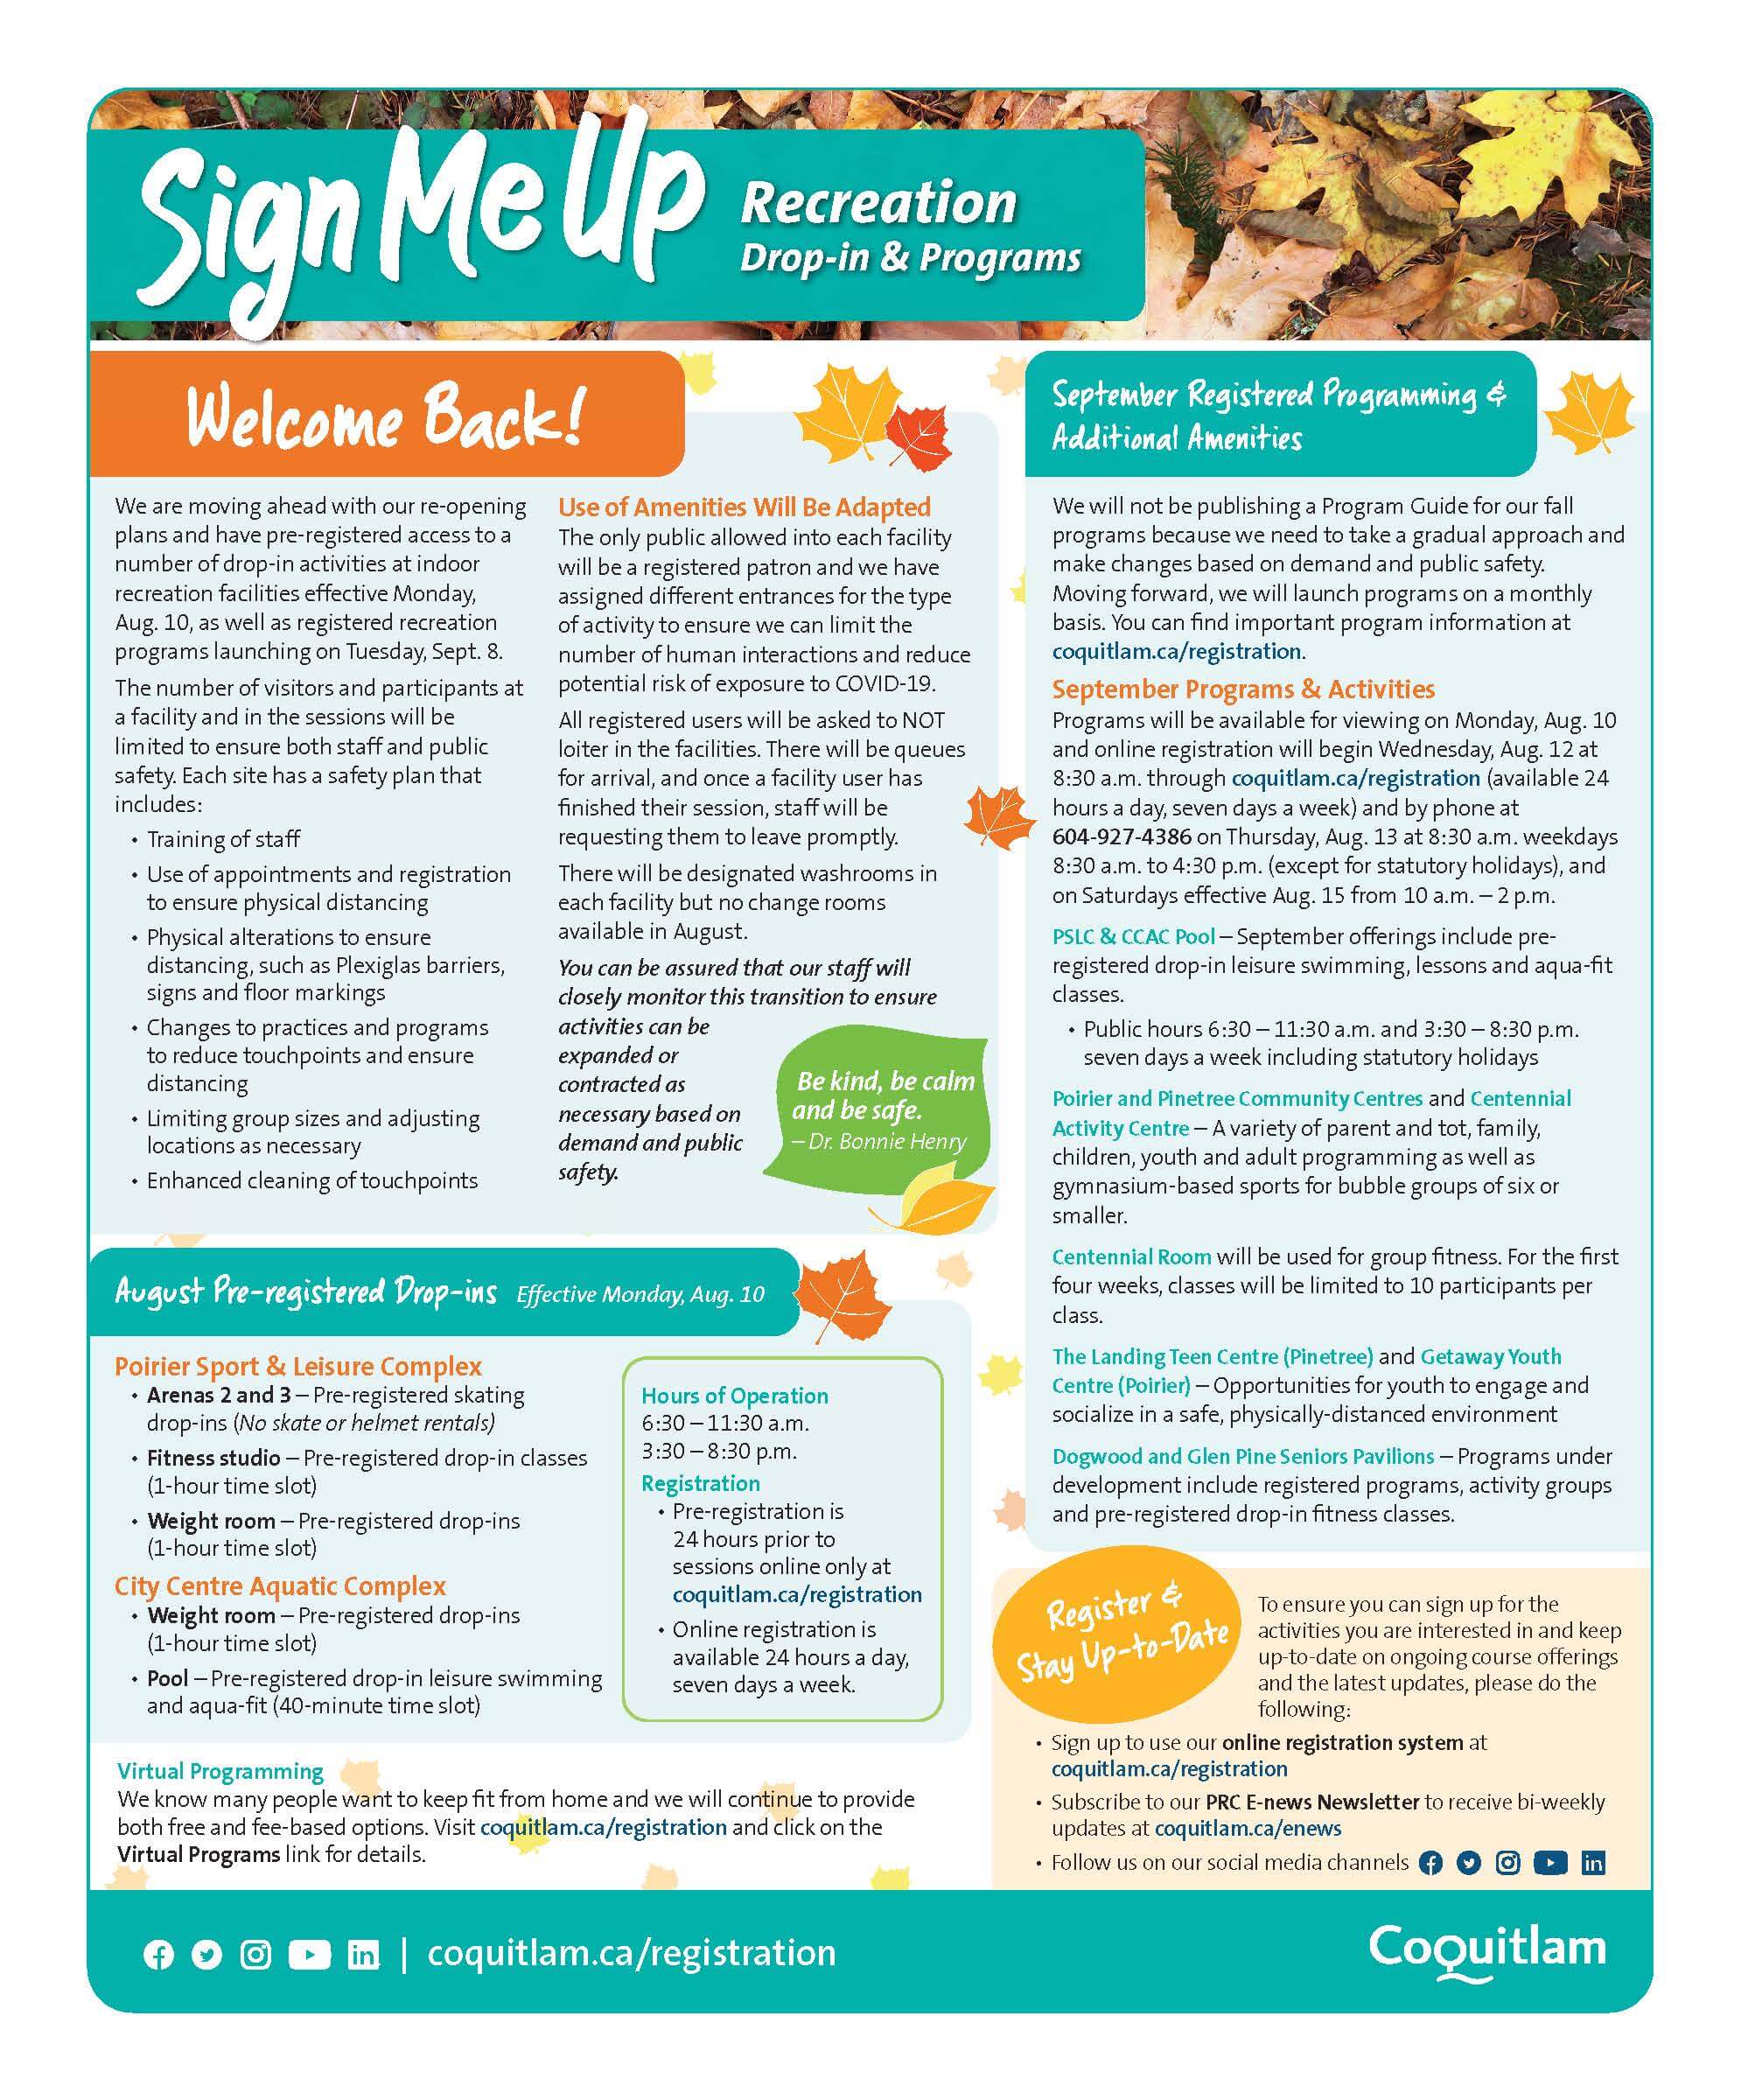 Sign Me Up
Recreation
Drop-in & Programs
Welcome Back!
We are moving ahead with our re-opening
plans and have pre-registered access to a
number of drop-in activities at indoor
recreation facilities effective Monday,
Aug. 10, as well as registered recreation
programs launching on Tuesday, Sept. 8.
The number of visitors and participants at
a facility and in the sessions will be
limited to ensure both staff and public
safety. Each site has a safety plan that
includes:
• Training of staff
• Use of appointments and registration
to ensure physical distancing
• Physical alterations to ensure
distancing, such as Plexiglas barriers,
signs and floor markings
• Changes to practices and programs
to reduce touchpoints and ensure
distancing
• Limiting group sizes and adjusting
locations as necessary
• Enhanced cleaning of touchpoints
Use of Amenities Will Be Adapted
The only public allowed into each facility
will be a registered patron and we have
assigned different entrances for the type
of activity to ensure we can limit the
number of human interactions and reduce
potential risk of exposure to COVID-19.
All registered users will be asked to NOT
loiter in the facilities. There will be queues
for arrival, and once a facility user has
finished their session, staff will be
requesting them to leave promptly.
There will be designated washrooms in
each facility but no change rooms
available in August.
You can be assured that our staff will
closely monitor this transition to ensure
activities can be
expanded or
contracted as
necessary based on
demand and public
safety.
Be kind, be calm
and be safe.
– Dr. Bonnie Henry
August Pre-registered Drop-ins Effective Monday, Aug. 10
Poirier Sport & Leisure Complex
• Arenas 2 and 3 – Pre-registered skating
drop-ins (No skate or helmet rentals)
• Fitness studio – Pre-registered drop-in classes
(1-hour time slot)
• Weight room – Pre-registered drop-ins
(1-hour time slot)
City Centre Aquatic Complex
• Weight room – Pre-registered drop-ins
(1-hour time slot)
• Pool – Pre-registered drop-in leisure swimming
and aqua-fit (40-minute time slot)
Hours of Operation
6:30 – 11:30 a.m.
3:30 – 8:30 p.m.
Registration
• Pre-registration is
24 hours prior to
sessions online only at
coquitlam.ca/registration
• Online registration is
available 24 hours a day,
seven days a week.
Virtual Programming
We know many people want to keep fit from home and we will continue to provide
both free and fee-based options. Visit coquitlam.ca/registration and click on the
Virtual Programs link for details.
September Registered Programming &
Additional Amenities
We will not be publishing a Program Guide for our fall
programs because we need to take a gradual approach and
make changes based on demand and public safety.
Moving forward, we will launch programs on a monthly
basis. You can find important program information at
coquitlam.ca/registration.
September Programs & Activities
Programs will be available for viewing on Monday, Aug. 10
and online registration will begin Wednesday, Aug. 12 at
8:30 a.m. through coquitlam.ca/registration (available 24
hours a day, seven days a week) and by phone at
604-927-4386 on Thursday, Aug. 13 at 8:30 a.m. weekdays
8:30 a.m. to 4:30 p.m. (except for statutory holidays), and
on Saturdays effective Aug. 15 from 10 a.m. – 2 p.m.
PSLC & CCAC Pool – September offerings include pre-
registered drop-in leisure swimming, lessons and aqua-fit
classes.
• Public hours 6:30 – 11:30 a.m. and 3:30 – 8:30 p.m.
seven days a week including statutory holidays
Poirier and Pinetree Community Centres and Centennial
Activity Centre – A variety of parent and tot, family,
children, youth and adult programming as well as
gymnasium-based sports for bubble groups of six or
smaller.
Centennial Room will be used for group fitness. For the first
four weeks, classes will be limited to 10 participants per
class.
The Landing Teen Centre (Pinetree) and Getaway Youth
Centre (Poirier) – Opportunities for youth to engage and
socialize in a safe, physically-distanced environment
Dogwood and Glen Pine Seniors Pavilions – Programs under
development include registered programs, activity groups
and pre-registered drop-in fitness classes.
Register &
Stay Up-to-Date
To ensure you can sign up for the
activities you are interested in and keep
up-to-date on ongoing course offerings
and the latest updates, please do the
following:
• Sign up to use our online registration system at
coquitlam.ca/registration
• Subscribe to our PRC E-news Newsletter to receive bi-weekly
updates at coquitlam.ca/enews
• Follow us on our social media channels
| coquitlam.ca/registration
Coquitlam